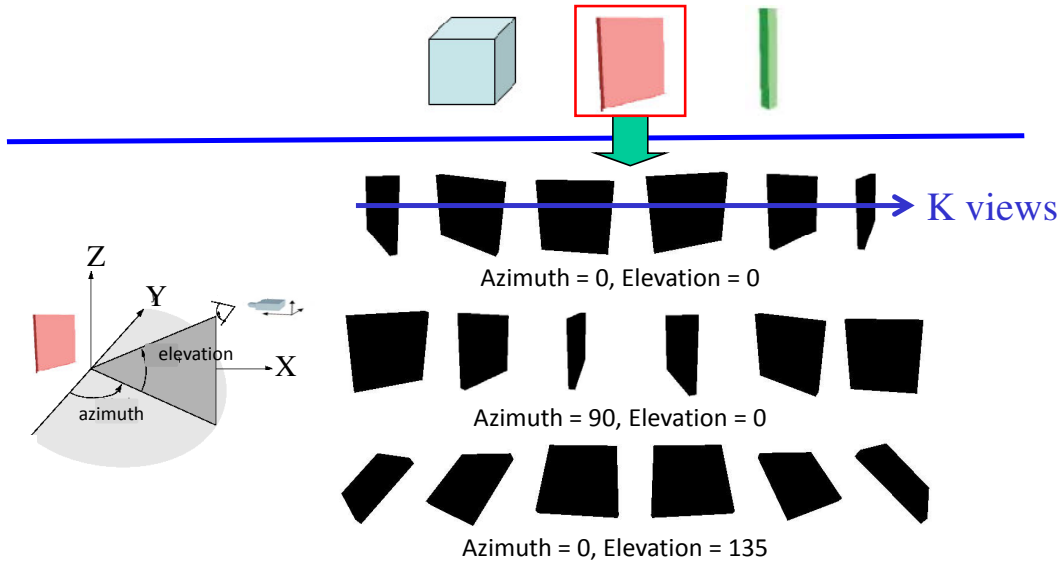 K views
Azimuth = 0, Elevation = 0
Z
Y
elevation
X
azimuth
Azimuth = 90, Elevation = 0
Azimuth = 0, Elevation = 135